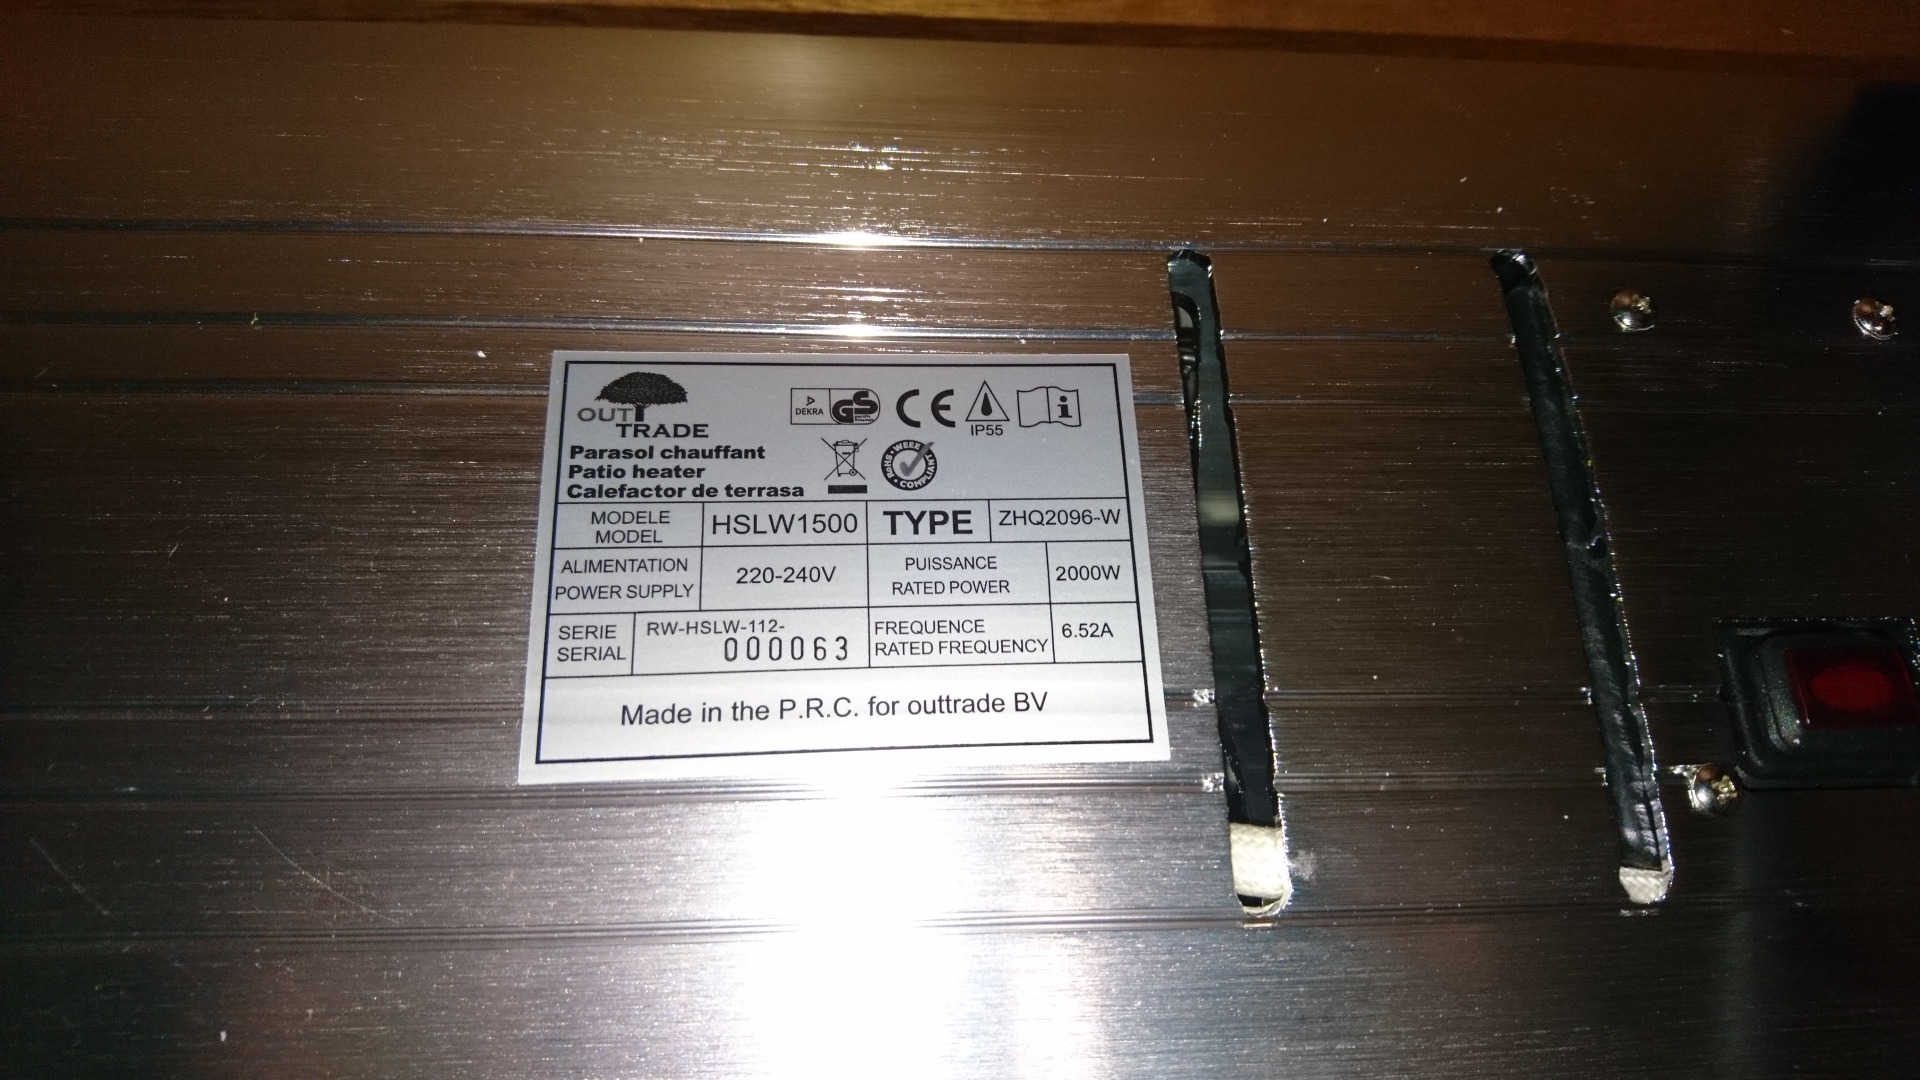 OUT
TRADE
DEKRA
GS
CE
IP55
i
Parasol chauffant
Patio heater
Calefactor de terrasa
RoHS · WEEE COMPLIANT
MODELE
MODEL
HSLW1500
TYPE
ZHQ2096-W
ALIMENTATION
POWER SUPPLY
220-240V
PUISSANCE
RATED POWER
2000W
SERIE
SERIAL
RW-HSLW-112-
000063
FREQUENCE
RATED FREQUENCY
6.52A
Made in the P.R.C. for outtrade BV